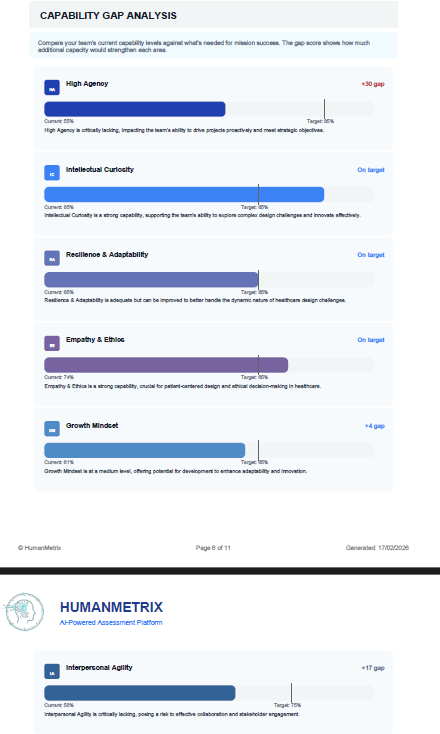 CAPABILITY GAP ANALYSIS
Compare your team's current capability levels against what's needed for mission success. The gap score shows how much
additional capacity would strengthen each area.
High Agency
+30 gap
Current: 55%
Target: 85%
High Agency is critically lacking, impacting the team's ability to drive projects proactively and meet strategic objectives.
Intellectual Curiosity
On target
Current: 85%
Target: 65%
Intellectual Curiosity is a strong capability, supporting the team's ability to explore complex design challenges and innovate effectively.
Resilience & Adaptability
On target
Current: 65%
Target: 65%
Resilience & Adaptability is adequate but can be improved to better handle the dynamic nature of healthcare design challenges.
Empathy & Ethics
On target
Current: 74%
Target: 65%
Empathy & Ethics is a strong capability, crucial for patient-centered design and ethical decision-making in healthcare.
Growth Mindset
+4 gap
Current: 61%
Target: 65%
Growth Mindset is at a medium level, offering potential for development to enhance adaptability and innovation.
© HumanMetrix
Page 6 of 11
Generated: 17/02/2026
HUMANMETRIX
AI-Powered Assessment Platform
Interpersonal Agility
+17 gap
Current: 58%
Target: 75%
Interpersonal Agility is critically lacking, posing a risk to effective collaboration and stakeholder engagement.